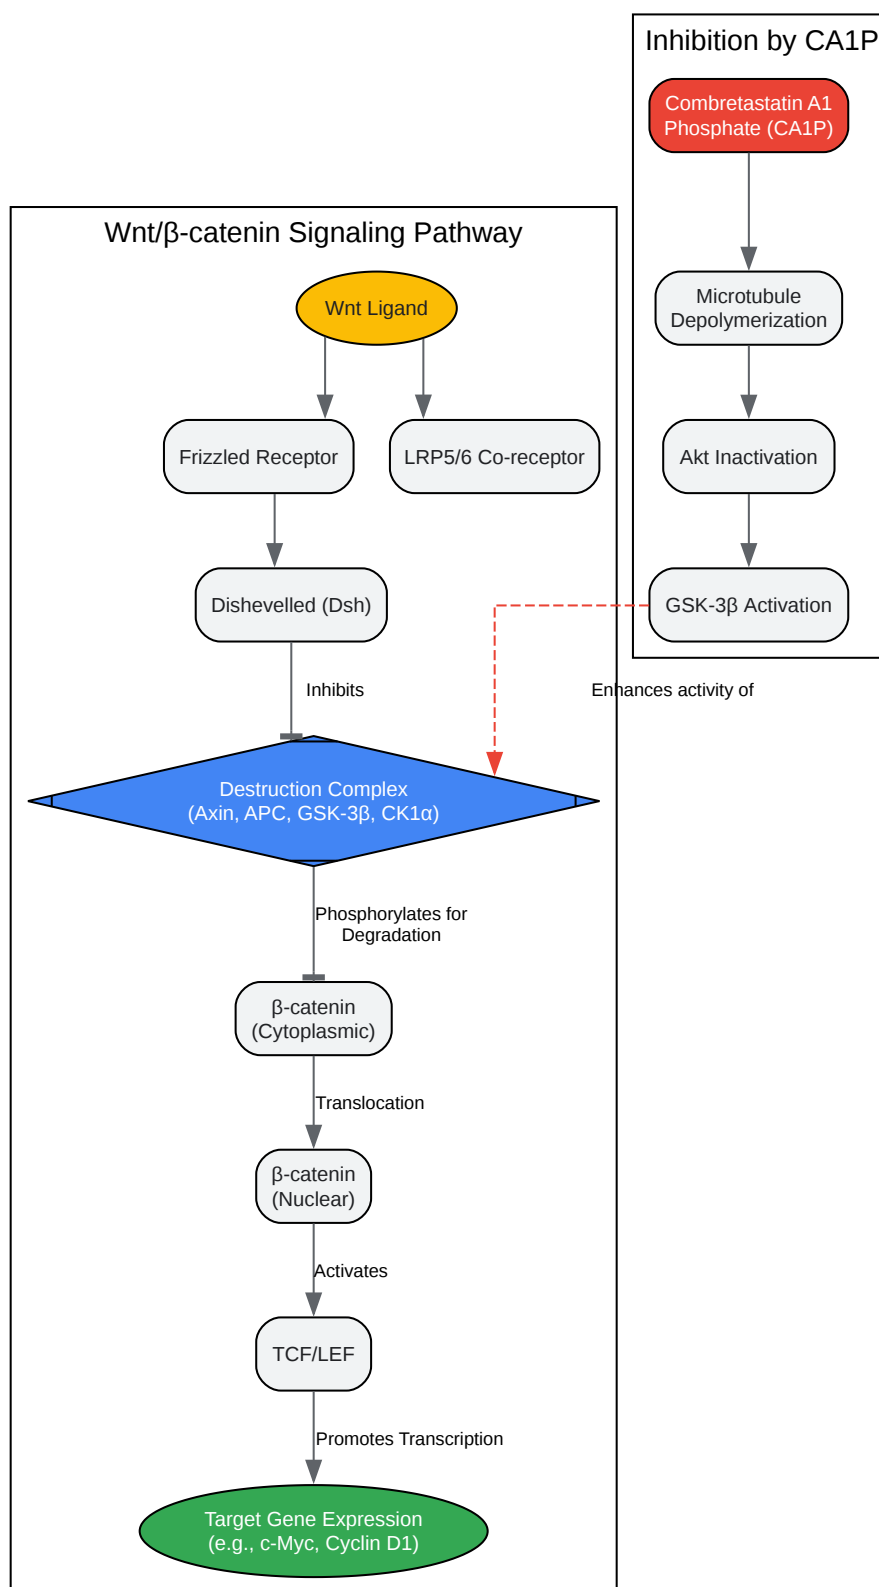 Inhibition by CA1P
Combretastatin A1
Phosphate (CA1P)
Microtubule
Depolymerization
Akt Inactivation
GSK-3β Activation
Enhances activity of
Wnt/β-catenin Signaling Pathway
Wnt Ligand
Frizzled Receptor
LRP5/6 Co-receptor
Dishevelled (Dsh)
Inhibits
Destruction Complex
(Axin, APC, GSK-3β, CK1α)
Phosphorylates for
Degradation
β-catenin
(Cytoplasmic)
Translocation
β-catenin
(Nuclear)
Activates
TCF/LEF
Promotes Transcription
Target Gene Expression
(e.g., c-Myc, Cyclin D1)